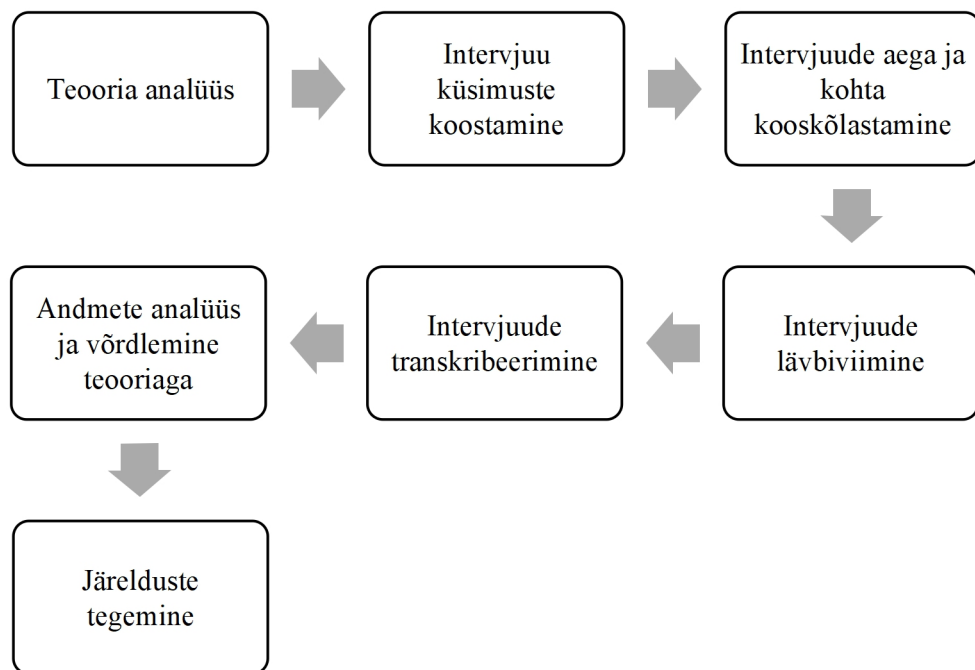 Teooria analüüs
Intervjuu
küsimuste
koostamine
Intervjuude aega ja
kohta
kooskõlastamine
Intervjuude
lävbiviimine
Intervjuude
transkribeerimine
Andmete analüüs
ja võrdlemine
teooriaga
Järelduste
tegemine